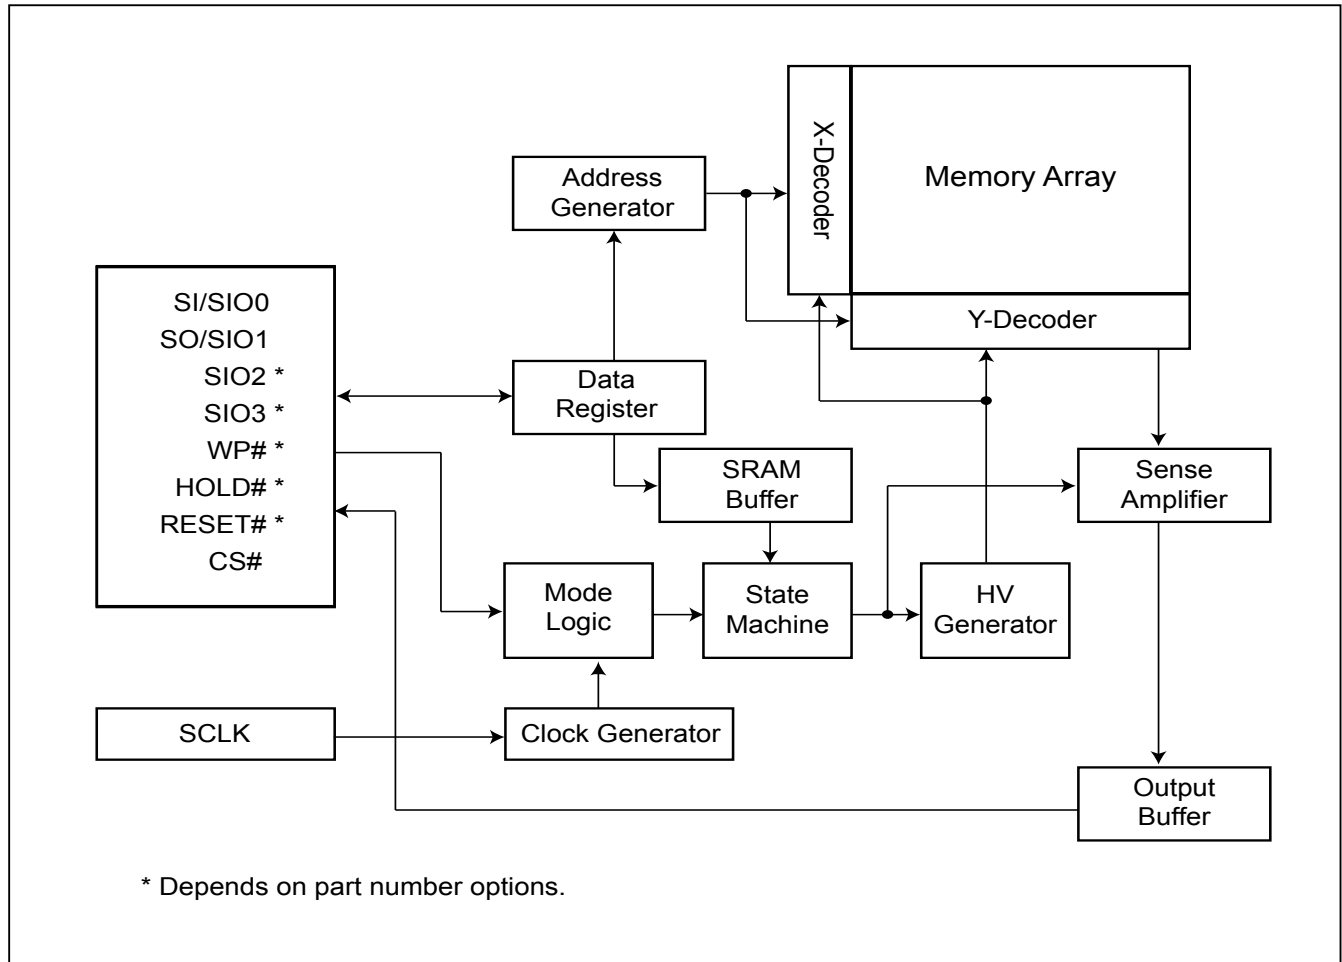 X-Decoder
Memory Array
Address
Generator
SI/SIO0
SO/SIO1
SIO2 *
SIO3 *
WP# *
HOLD# *
RESET# *
CS#
Y-Decoder
Data
Register
SRAM
Buffer
Sense
Amplifier
Mode
Logic
State
Machine
HV
Generator
SCLK
Clock Generator
Output
Buffer
* Depends on part number options.